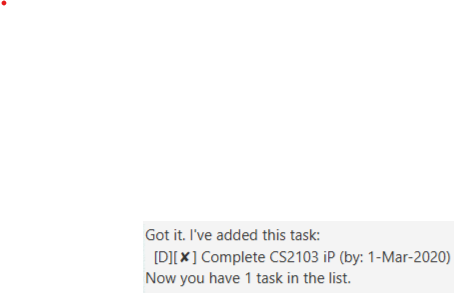 Got it. I've added this task:
[D][✘] Complete CS2103 iP (by: 1-Mar-2020)
Now you have 1 task in the list.